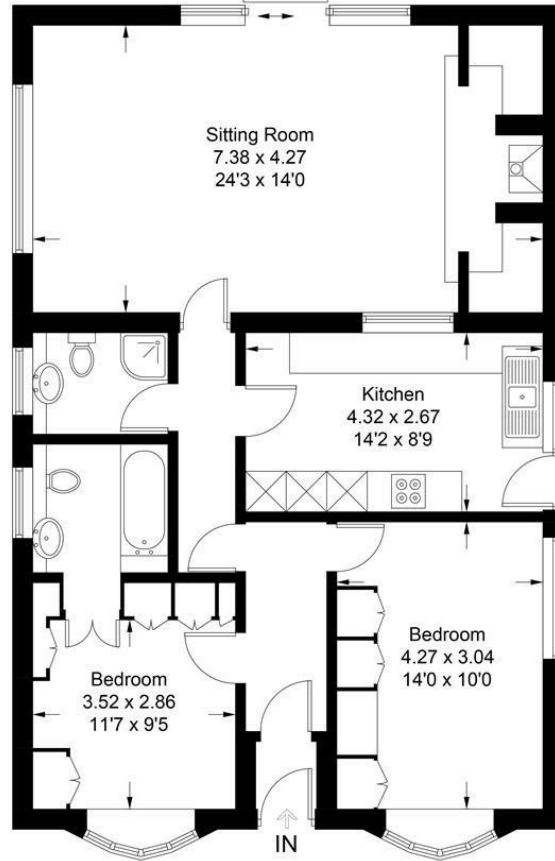 Sitting Room
7.38 x 4.27
24'3 x 14'0
Kitchen
4.32 x 2.67
14'2 x 8'9
Bedroom
4.27 x 3.04
14'0 x 10'0
Bedroom
3.52 x 2.86
11'7 x 9'5
IN